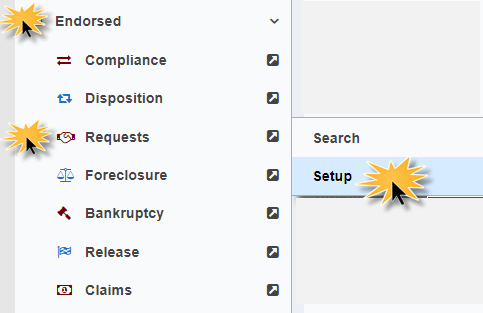 Endorsed
Compliance
Disposition
Requests
Search
Setup
Foreclosure
Bankruptcy
Release
Claims